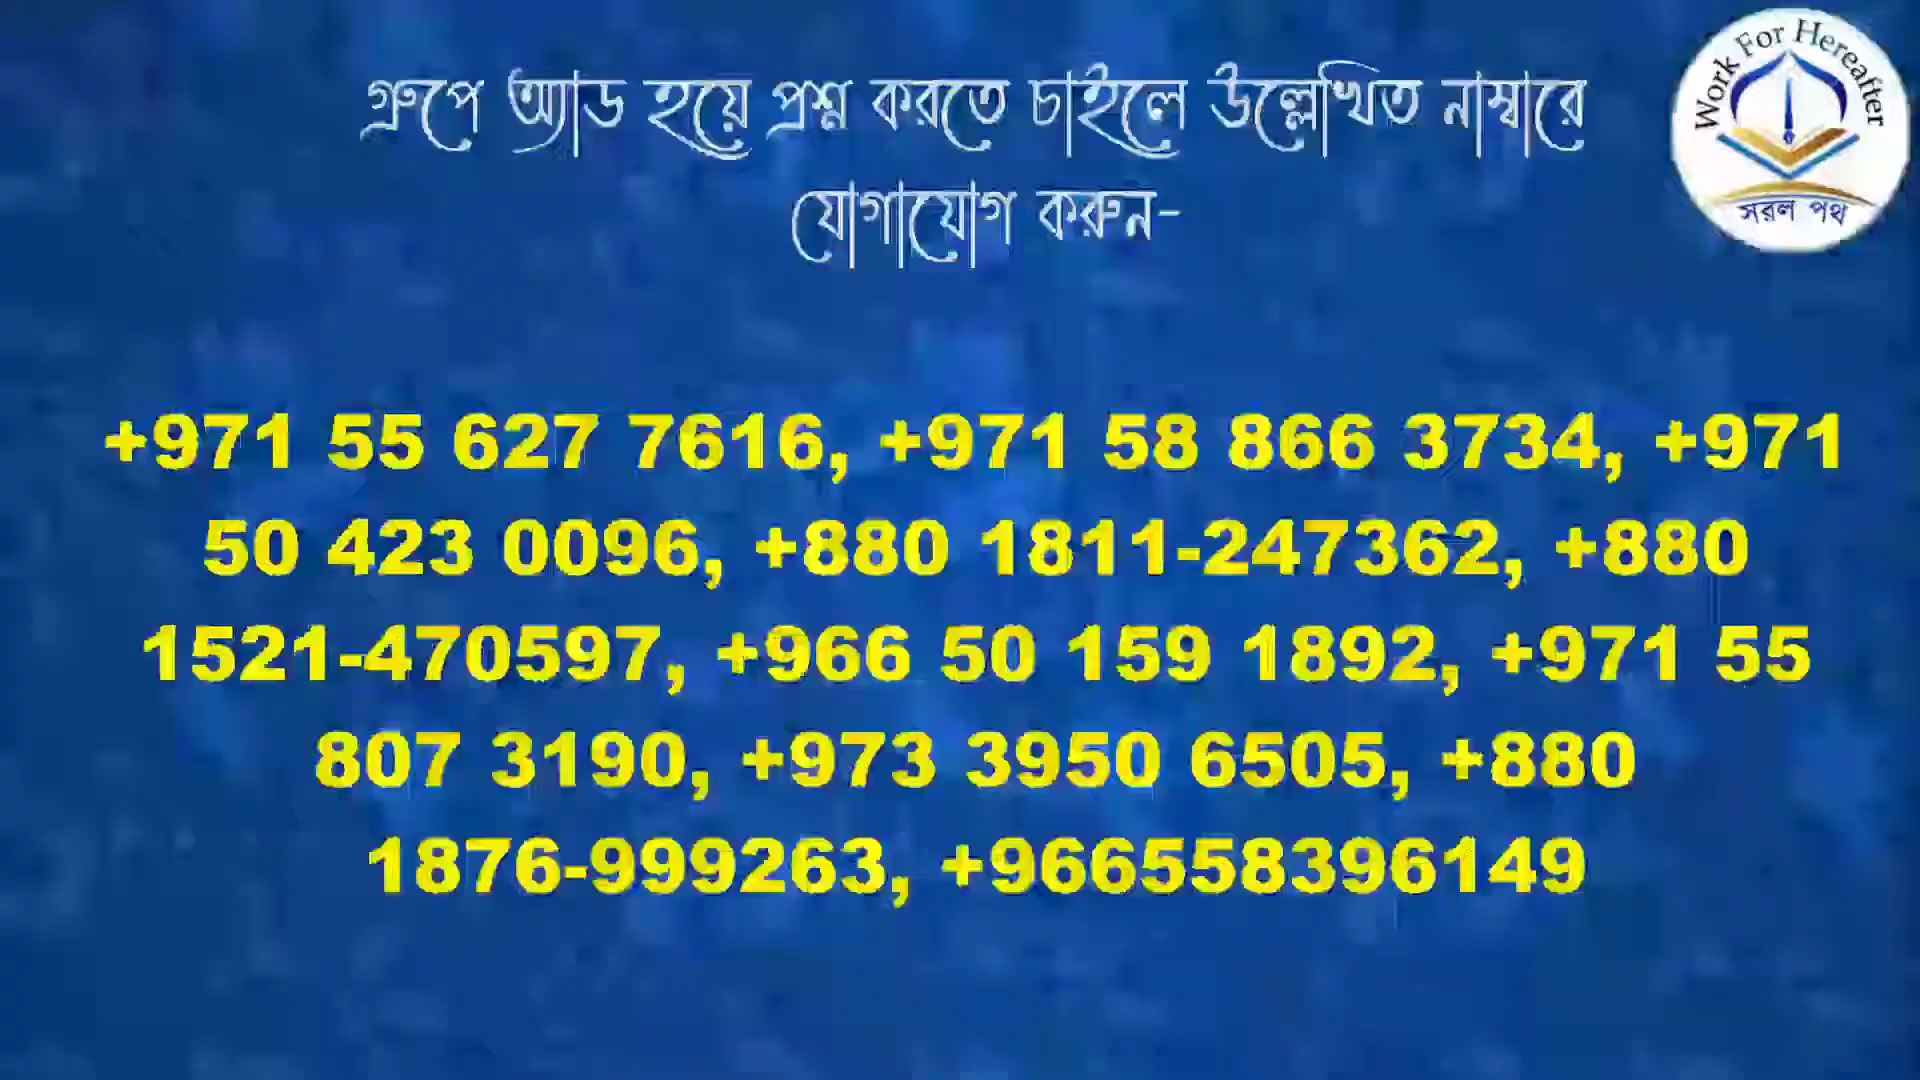 গ্রুপে অ্যাড হয়ে প্রশ্ন করতে চাইলে উল্লেখিত নাম্বারে
যোগাযোগ করুন-
Work For Hereafter
সরল পথ
+971 55 627 7616, +971 58 866 3734, +971
50 423 0096, +880 1811-247362, +880
1521-470597, +966 50 159 1892, +971 55
807 3190, +973 3950 6505, +880
1876-999263, +966558396149